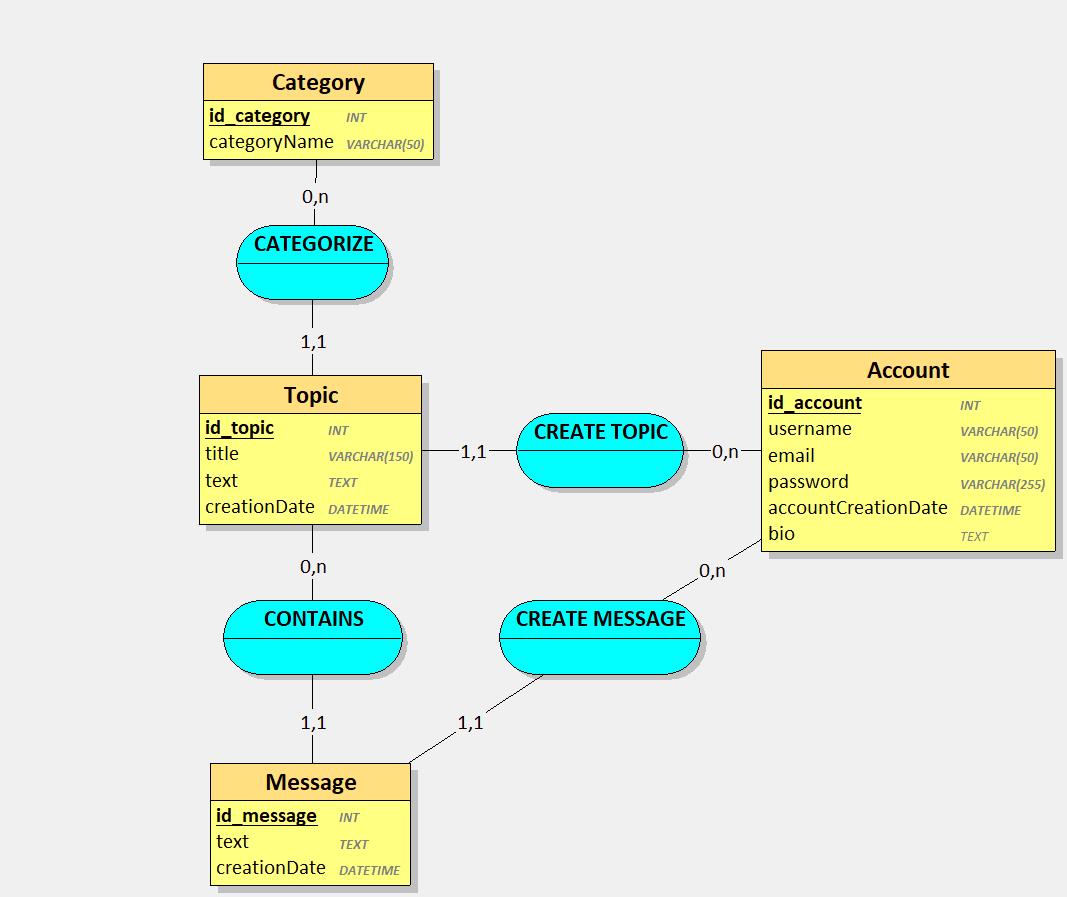 Category
id_category INT
categoryName VARCHAR(50)
0,n
CATEGORIZE
1,1
Topic
id_topic INT
title VARCHAR(150)
text TEXT
creationDate DATETIME
1,1
CREATE TOPIC
0,n
Account
id_account INT
username VARCHAR(50)
email VARCHAR(50)
password VARCHAR(255)
accountCreationDate DATETIME
bio TEXT
0,n
CONTAINS
1,1
0,n
CREATE MESSAGE
1,1
Message
id_message INT
text TEXT
creationDate DATETIME